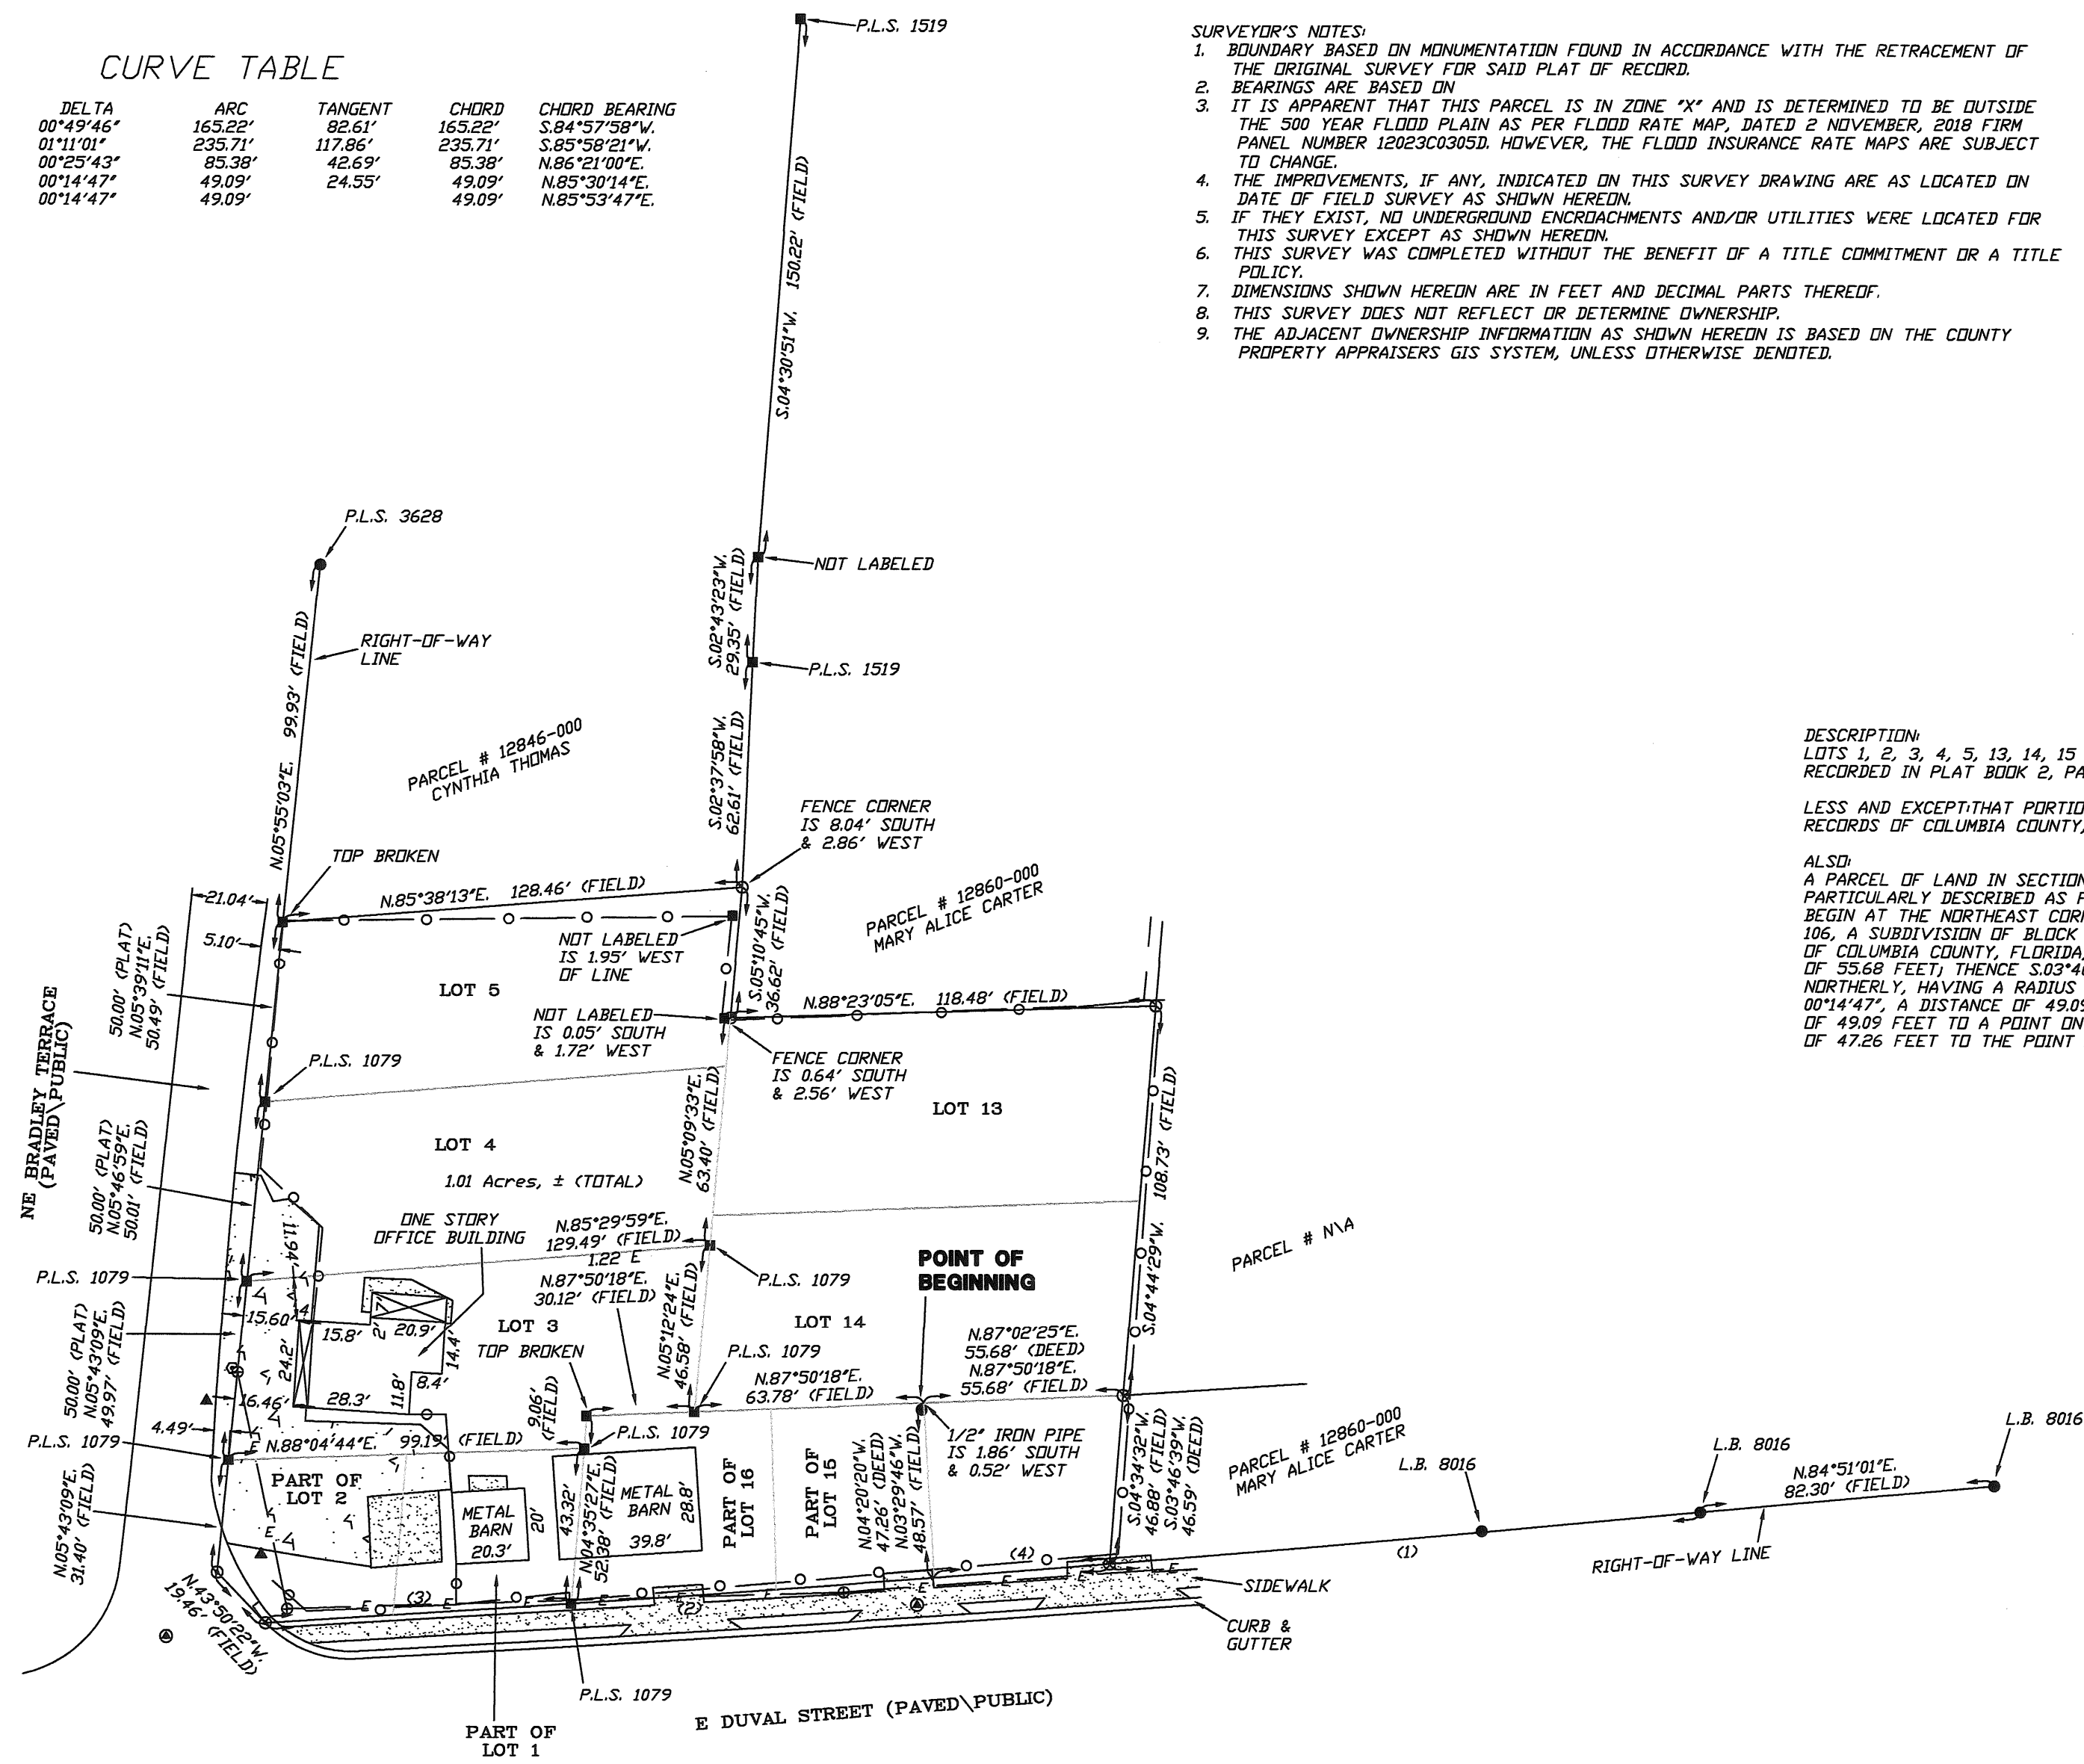 CURVE TABLE
DELTA ARC TANGENT CHORD CHORD BEARING
00°49'46" 165.22' 82.61' 165.22' S.84°57'58"W.
01°11'01" 235.71' 117.86' 235.71' S.85°58'21"W.
00°25'43" 85.38' 42.69' 85.38' N.86°21'00"E.
00°14'47" 49.09' 24.55' 49.09' N.85°30'14"E.
00°14'47" 49.09' 49.09' N.85°53'47"E.
SURVEYOR'S NOTES:
1. BOUNDARY BASED ON MONUMENTATION FOUND IN ACCORDANCE WITH THE RETRACEMENT OF
THE ORIGINAL SURVEY FOR SAID PLAT OF RECORD.
2. BEARINGS ARE BASED ON
3. IT IS APPARENT THAT THIS PARCEL IS IN ZONE "X" AND IS DETERMINED TO BE OUTSIDE
THE 500 YEAR FLOOD PLAIN AS PER FLOOD RATE MAP, DATED 2 NOVEMBER, 2018 FIRM
PANEL NUMBER 12023C0305D. HOWEVER, THE FLOOD INSURANCE RATE MAPS ARE SUBJECT
TO CHANGE.
4. THE IMPROVEMENTS, IF ANY, INDICATED ON THIS SURVEY DRAWING ARE AS LOCATED ON
DATE OF FIELD SURVEY AS SHOWN HEREON.
5. IF THEY EXIST, NO UNDERGROUND ENCROACHMENTS AND/OR UTILITIES WERE LOCATED FOR
THIS SURVEY EXCEPT AS SHOWN HEREON.
6. THIS SURVEY WAS COMPLETED WITHOUT THE BENEFIT OF A TITLE COMMITMENT OR A TITLE
POLICY.
7. DIMENSIONS SHOWN HEREON ARE IN FEET AND DECIMAL PARTS THEREOF.
8. THIS SURVEY DOES NOT REFLECT OR DETERMINE OWNERSHIP.
9. THE ADJACENT OWNERSHIP INFORMATION AS SHOWN HEREON IS BASED ON THE COUNTY
PROPERTY APPRAISERS GIS SYSTEM, UNLESS OTHERWISE DENOTED.
P.L.S. 1519
S.04°30'51"W. 150.22' (FIELD)
P.L.S. 3628
NOT LABELED
S.02°43'23"W.
29.35' (FIELD)
RIGHT-OF-WAY
LINE
N.05°55'03"E. 99.93' (FIELD)
P.L.S. 1519
PARCEL # 12846-000
CYNTHIA THOMAS
S.02°37'58"W.
62.61' (FIELD)
FENCE CORNER
IS 8.04' SOUTH
& 2.86' WEST
TOP BROKEN
N.85°38'13"E. 128.46' (FIELD)
21.04'
5.10'
50.00' (PLAT)
N.05°39'11"E.
50.49' (FIELD)
NOT LABELED
IS 1.95' WEST
OF LINE
S.05°10'45"W.
36.62' (FIELD)
PARCEL # 12860-000
MARY ALICE CARTER
LOT 5
N.88°23'05"E. 118.48' (FIELD)
NOT LABELED
IS 0.05' SOUTH
& 1.72' WEST
FENCE CORNER
IS 0.64' SOUTH
& 2.56' WEST
NE BRADLEY TERRACE
(PAVED\PUBLIC)
P.L.S. 1079
DESCRIPTION:
LOTS 1, 2, 3, 4, 5, 13, 14, 15
RECORDED IN PLAT BOOK 2, PA
LESS AND EXCEPT:THAT PORTIO
RECORDS OF COLUMBIA COUNTY,
ALSO:
A PARCEL OF LAND IN SECTION
PARTICULARLY DESCRIBED AS F
BEGIN AT THE NORTHEAST CORN
106, A SUBDIVISION OF BLOCK
OF COLUMBIA COUNTY, FLORIDA,
OF 55.68 FEET; THENCE S.03°4
NORTHERLY, HAVING A RADIUS
00°14'47", A DISTANCE OF 49.09
OF 49.09 FEET TO A POINT ON
OF 47.26 FEET TO THE POINT
LOT 13
LOT 4
N.05°09'33"E.
63.40' (FIELD)
S.04°44'29"W. 108.73' (FIELD)
50.00' (PLAT)
N.05°46'59"E.
50.01' (FIELD)
1.01 Acres, ± (TOTAL)
ONE STORY
OFFICE BUILDING
11.94'
N.85°29'59"E.
129.49' (FIELD)
1.22 E
N.87°50'18"E.
30.12' (FIELD)
P.L.S. 1079
P.L.S. 1079
PARCEL # N\A
POINT OF
BEGINNING
50.00' (PLAT)
N.05°43'09"E.
49.97' (FIELD)
15.60'
4'
15.8'
2'
7'
20.9'
14.4'
24.2'
LOT 3
LOT 14
N.05°12'24"E.
46.58' (FIELD)
TOP BROKEN
P.L.S. 1079
N.87°02'25"E.
55.68' (DEED)
N.87°50'18"E.
55.68' (FIELD)
N.87°50'18"E.
63.78' (FIELD)
16.46'
28.3'
11.8'
8.4'
9.06'
(FIELD)
4.49'
P.L.S. 1079
N.88°04'44"E. 99.19' (FIELD)
P.L.S. 1079
1/2" IRON PIPE
IS 1.86' SOUTH
& 0.52' WEST
PARCEL # 12860-000
MARY ALICE CARTER
L.B. 8016
L.B. 8016
L.B. 8016
N.84°51'01"E.
82.30' (FIELD)
PART OF
LOT 2
METAL
BARN
20.3'
20'
43.32'
N.04°35'27"E.
52.38' (FIELD)
METAL
BARN
39.8'
28.8'
PART OF
LOT 16
PART OF
LOT 15
N.04°20'20"W.
47.26' (DEED)
N.03°29'46"W.
48.57' (FIELD)
S.04°34'32"W.
46.88' (FIELD)
S.03°46'39"W.
46.59' (DEED)
N.05°43'09"E.
31.40' (FIELD)
N.43°50'22"W.
19.46' (FIELD)
(3)
(2)
(4)
(1)
E
E
E
E
E
E
E
E
E
E
E
RIGHT-OF-WAY LINE
SIDEWALK
CURB &
GUTTER
P.L.S. 1079
PART OF
LOT 1
E DUVAL STREET (PAVED\PUBLIC)